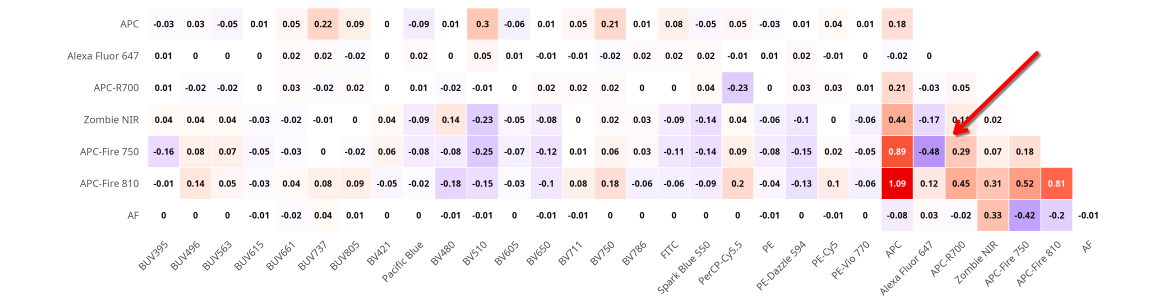 APC -0.03 0.03 -0.05 0.01 0.05 0.22 0.09 0 -0.09 0.01 0.3 -0.06 0.01 0.05 0.21 0.01 0.08 -0.05 0.05 -0.03 0.01 0.04 0.01 0.18
Alexa Fluor 647 0.01 0 0 0 0.02 0.02 -0.02 0 0.02 0 0.05 0.01 -0.01 -0.01 -0.02 0.02 0.02 0.02 -0.01 0.01 0.02 -0.01 0 -0.02 0
APC-R700 0.01 -0.02 -0.02 0 0.03 -0.02 0.02 0 0.01 -0.02 -0.01 0 0.02 0.02 0.02 0 0 0.04 -0.23 0 0.03 0.03 0.01 0.21 -0.03 0.05
Zombie NIR 0.04 0.04 0.04 -0.03 -0.02 -0.01 0 0.04 -0.09 0.14 -0.23 -0.05 -0.08 0 0.02 0.03 -0.09 -0.14 0.04 -0.06 -0.1 0 -0.06 0.44 -0.17 0.02
APC-Fire 750 -0.16 0.08 0.07 -0.05 -0.03 0 -0.02 0.06 -0.08 -0.08 -0.25 -0.07 -0.12 0.01 0.06 0.03 -0.11 -0.14 0.09 -0.08 -0.15 0.02 -0.05 0.89 -0.48 0.29 0.07 0.18
APC-Fire 810 -0.01 0.14 0.05 -0.03 0.04 0.08 0.09 -0.05 -0.02 -0.18 -0.15 -0.03 -0.1 0.08 0.18 -0.06 -0.06 -0.09 0.2 -0.04 -0.13 0.1 -0.06 1.09 0.12 0.45 0.31 0.52 0.81
AF 0 0 0 -0.01 -0.02 0.04 0.01 0 0 -0.01 -0.01 0 -0.01 -0.01 0 0 0 0 0 -0.01 0 -0.01 0 -0.08 0.03 -0.02 0.33 -0.42 -0.2 -0.01
BUV395 BUV496 BUV563 BUV615 BUV661 BUV737 BUV805 BV421 Pacific Blue BV480 BV510 BV605 BV650 BV711 BV750 BV786 FITC Spark Blue 550 PerCP-Cy5.5 PE PE-Dazzle 594 PE-Cy5 PE-Vio 770 APC Alexa Fluor 647 APC-R700 Zombie NIR APC-Fire 750 APC-Fire 810 AF